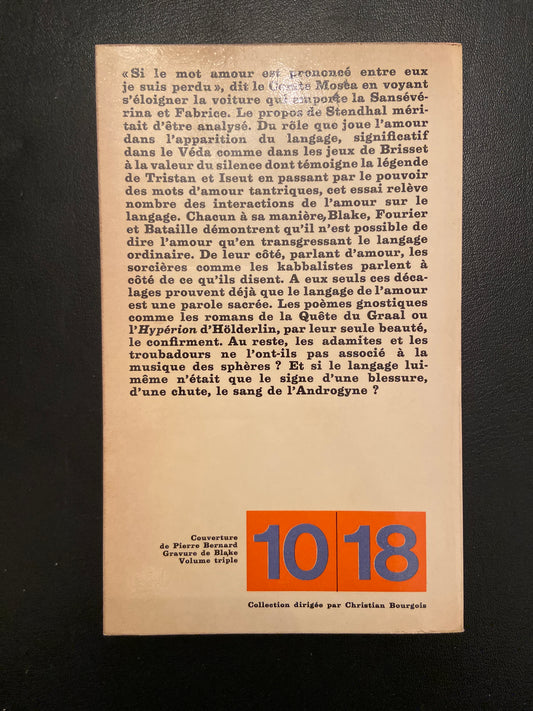 «Si le mot amour est prononcé entre eux
je suis perdu», dit le Comte Mosca en voyant
s'éloigner la voiture qui emporte la Sansévé-
rina et Fabrice. Le propos de Stendhal méri-
tait d'être analysé. Du rôle que joue l'amour
dans l'apparition du langage, significatif
dans le Véda comme dans les jeux de Brisset
à la valeur du silence dont témoigne la légende
de Tristan et Iseut en passant par le pouvoir
des mots d'amour tantriques, cet essai relève
nombre des interactions de l'amour sur le
langage. Chacun à sa manière, Blake, Fourier
et Bataille démontrent qu'il n'est possible de
dire l'amour qu'en transgressant le langage
ordinaire. De leur côté, parlant d'amour, les
sorcières comme les kabbalistes parlent à
côté de ce qu'ils disent. A eux seuls ces déca-
lages prouvent déjà que le langage de l'amour
est une parole sacrée. Les poèmes gnostiques
comme les romans de la Quête du Graal ou
l'Hypérion d'Hölderlin, par leur seule beauté,
le confirment. Au reste, les adamites et les
troubadours ne l'ont-ils pas associé à la
musique des sphères ? Et si le langage lui-
même n'était que le signe d'une blessure,
d'une chute, le sang de l'Androgyne ?
Couverture
de Pierre Bernard
Gravure de Blake
Volume triple
10 18
Collection dirigée par Christian Bourgois